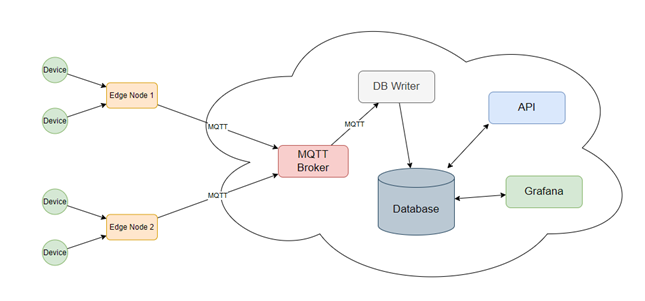 Device
Edge Node 1
Device
MQTT
DB Writer
MQTT
API
MQTT
Broker
Database
Grafana
MQTT
Device
Edge Node 2
Device